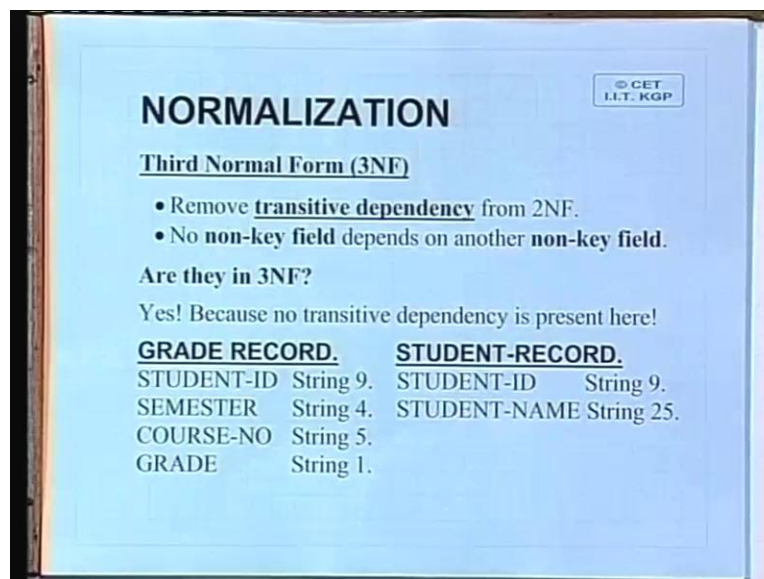 © CET
I.I.T. KGP
NORMALIZATION
Third Normal Form (3NF)
• Remove transitive dependency from 2NF.
• No non-key field depends on another non-key field.
Are they in 3NF?
Yes! Because no transitive dependency is present here!
GRADE RECORD. STUDENT-RECORD.
STUDENT-ID String 9. STUDENT-ID String 9.
SEMESTER String 4. STUDENT-NAME String 25.
COURSE-NO String 5.
GRADE String 1.